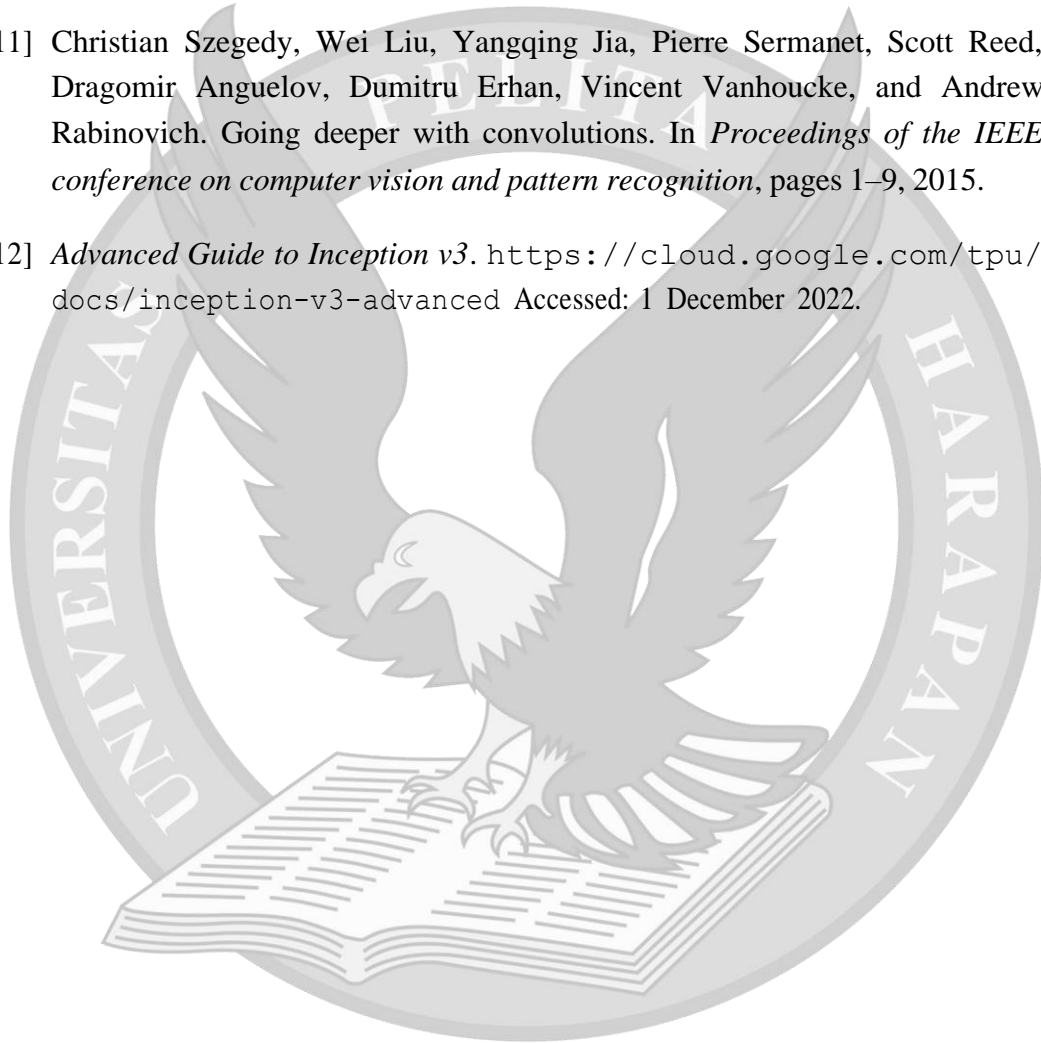 11] Christian Szegedy, Wei Liu, Yangqing Jia, Pierre Sermanet, Scott Reed,
Dragomir Anguelov, Dumitru Erhan, Vincent Vanhoucke, and Andrew
Rabinovich. Going deeper with convolutions. In Proceedings of the IEEE
conference on computer vision and pattern recognition, pages 1–9, 2015.
12] Advanced Guide to Inception v3. https://cloud.google.com/tpu/
docs/inception-v3-advanced Accessed: 1 December 2022.
UNIVERSITAS
PELITA
HARAPAN